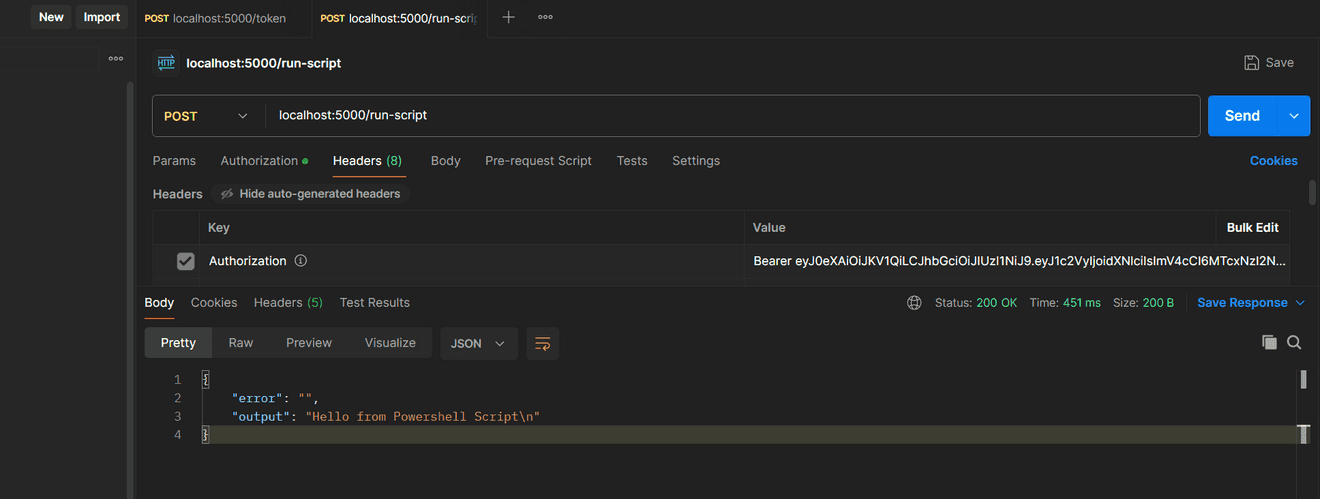 New Import POST localhost:5000/token POST localhost:5000/run-scrip
HTTP localhost:5000/run-script Save
POST localhost:5000/run-script Send
Params Authorization Headers (8) Body Pre-request Script Tests Settings Cookies
Headers Hide auto-generated headers
Key Value Bulk Edit
Authorization Bearer eyJ0eXAiOiJKV1QiLCJhbGciOiJIUzI1NiJ9.eyJ1c2VyIjoidXNlciIsImV4cCI6MTcxNzI2N...
Body Cookies Headers (5) Test Results Status: 200 OK Time: 451 ms Size: 200 B Save Response
Pretty Raw Preview Visualize JSON
1 {
2 "error": "",
3 "output": "Hello from Powershell Script\n"
4 }